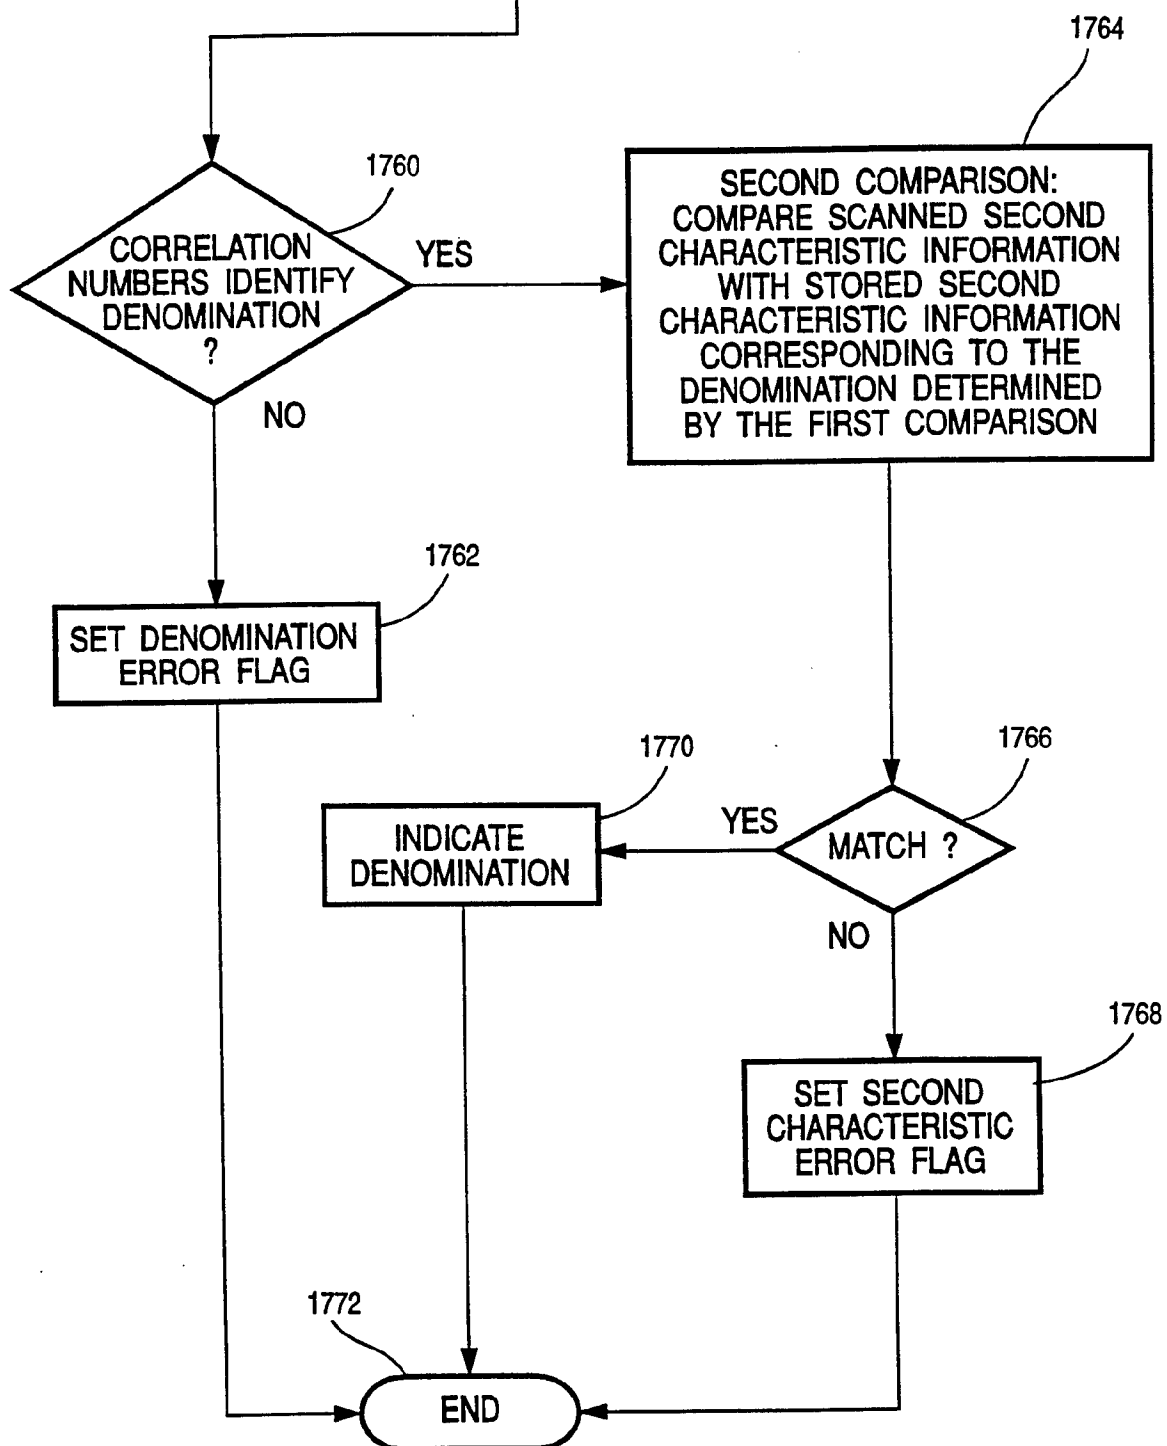 1764
1760
SECOND COMPARISON:
COMPARE SCANNED SECOND
CHARACTERISTIC INFORMATION
WITH STORED SECOND
CHARACTERISTIC INFORMATION
CORRESPONDING TO THE
DENOMINATION DETERMINED
BY THE FIRST COMPARISON
CORRELATION
NUMBERS IDENTIFY
DENOMINATION
?
YES
NO
1762
SET DENOMINATION
ERROR FLAG
1770
1766
INDICATE
DENOMINATION
YES
MATCH ?
NO
1768
SET SECOND
CHARACTERISTIC
ERROR FLAG
1772
END